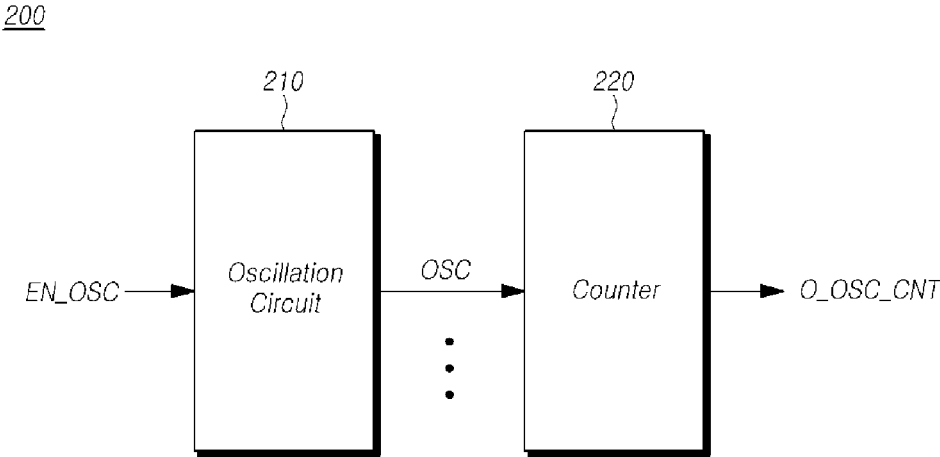 200
210
220
EN_OSC
Oscillation
Circuit
OSC
Counter
O_OSC_CNT